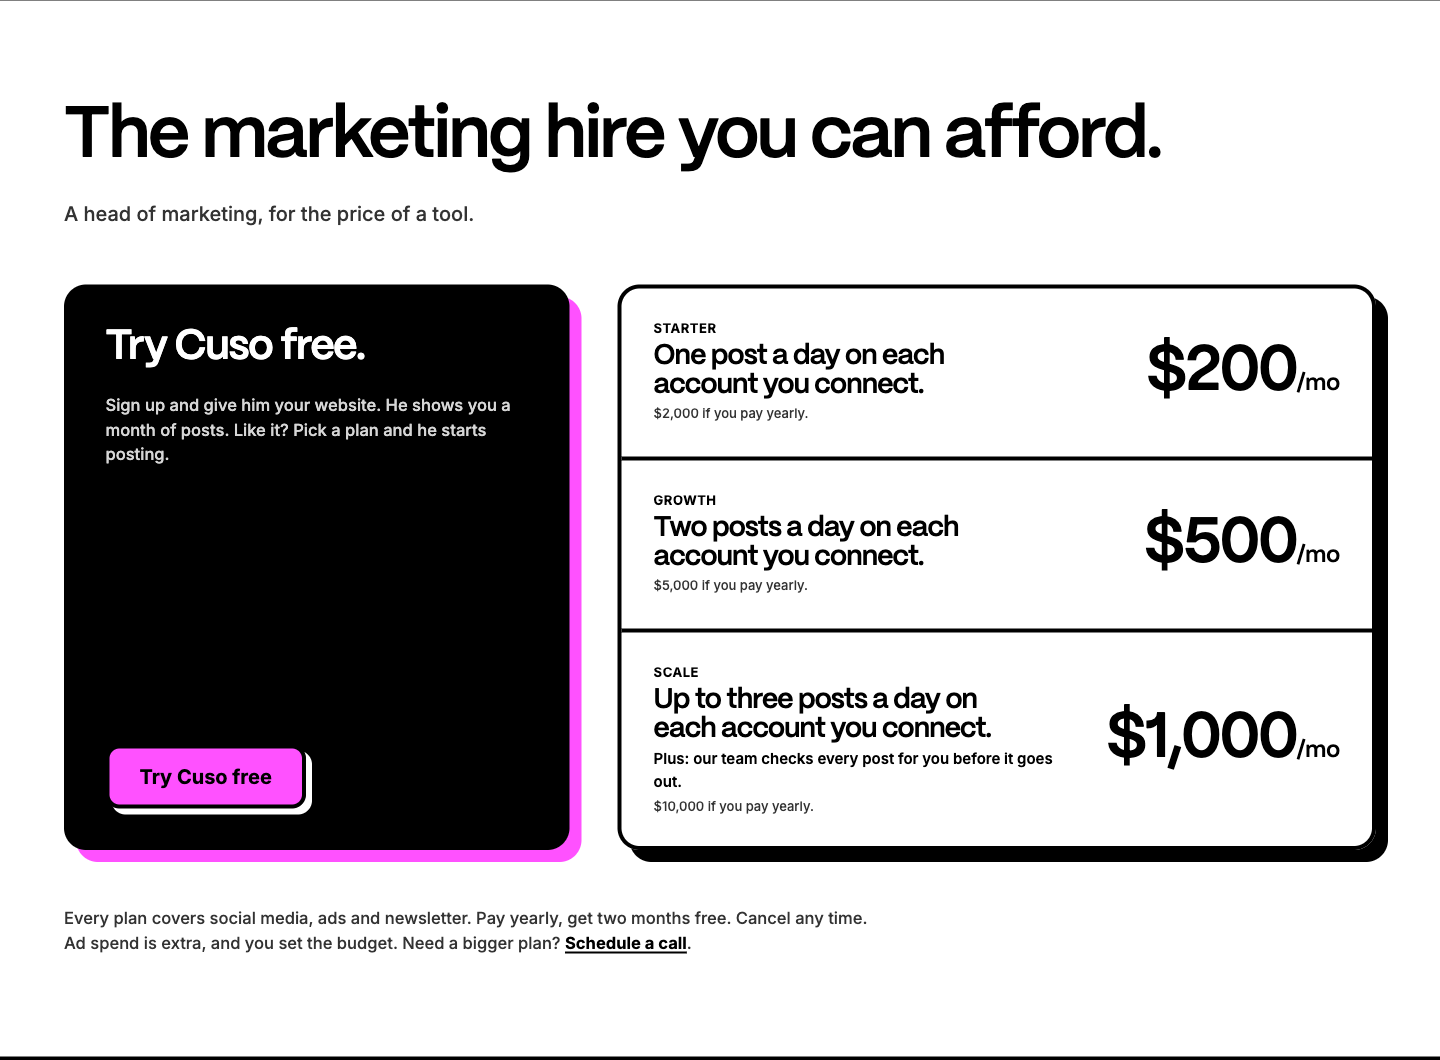 The marketing hire you can afford.
A head of marketing, for the price of a tool.
Try Cuso free.
Sign up and give him your website. He shows you a
month of posts. Like it? Pick a plan and he starts
posting.
Try Cuso free
STARTER
One post a day on each
account you connect.
$2,000 if you pay yearly.
$200/mo
GROWTH
Two posts a day on each
account you connect.
$5,000 if you pay yearly.
$500/mo
SCALE
Up to three posts a day on
each account you connect.
Plus: our team checks every post for you before it goes
out.
$10,000 if you pay yearly.
$1,000/mo
Every plan covers social media, ads and newsletter. Pay yearly, get two months free. Cancel any time.
Ad spend is extra, and you set the budget. Need a bigger plan? Schedule a call.